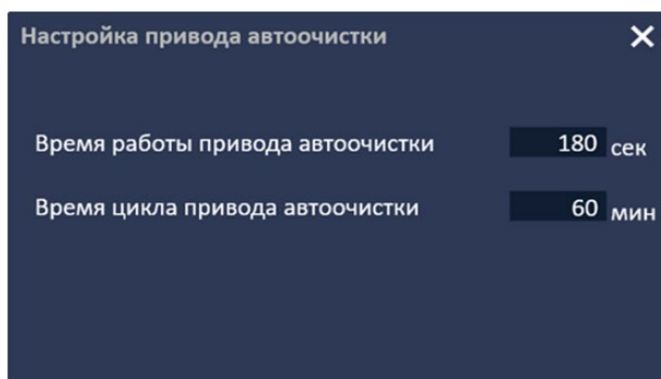 Настройка привода автоочистки
Время работы привода автоочистки 180 сек
Время цикла привода автоочистки 60 мин